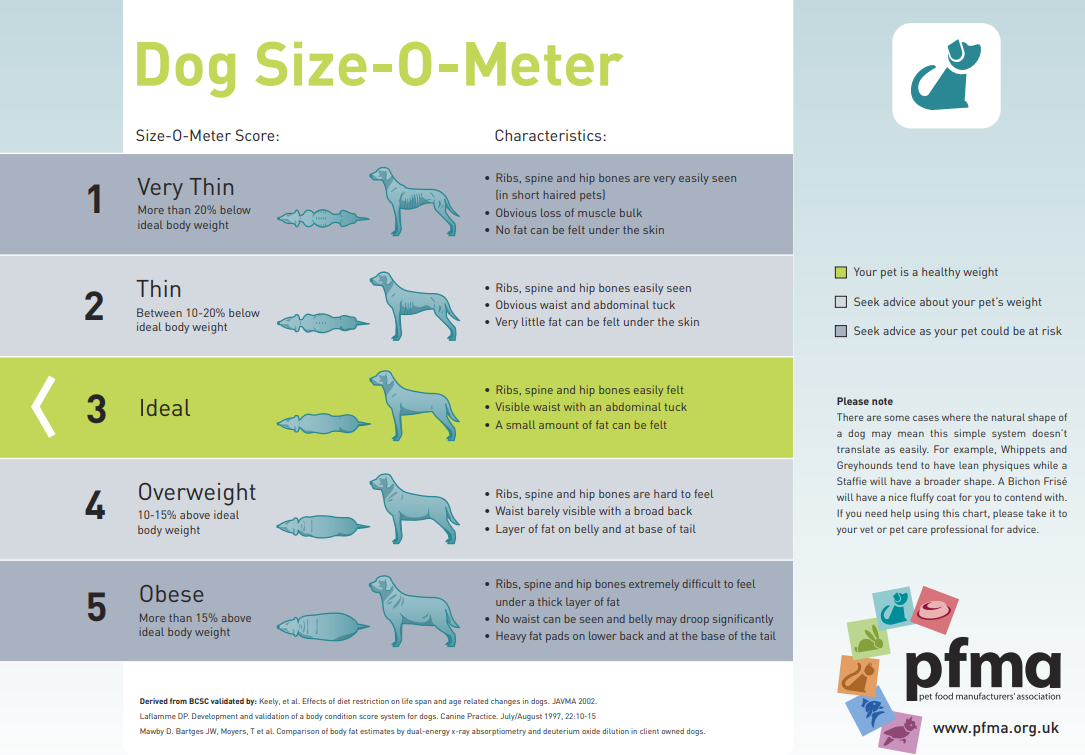 Dog Size-O-Meter
Size-O-Meter Score:
Characteristics:
1
Very Thin
More than 20% below
ideal body weight
• Ribs, spine and hip bones are very easily seen
(in short haired pets)
• Obvious loss of muscle bulk
• No fat can be felt under the skin
2
Thin
Between 10-20% below
ideal body weight
• Ribs, spine and hip bones easily seen
• Obvious waist and abdominal tuck
• Very little fat can be felt under the skin
3
Ideal
• Ribs, spine and hip bones easily felt
• Visible waist with an abdominal tuck
• A small amount of fat can be felt
4
Overweight
10-15% above ideal
body weight
• Ribs, spine and hip bones are hard to feel
• Waist barely visible with a broad back
• Layer of fat on belly and at base of tail
5
Obese
More than 15% above
ideal body weight
• Ribs, spine and hip bones extremely difficult to feel
under a thick layer of fat
• No waist can be seen and belly may droop significantly
• Heavy fat pads on lower back and at the base of the tail
Derived from BCSC validated by: Keely, et al. Effects of diet restriction on life span and age related changes in dogs. JAVMA 2002.
Laflamme DP. Development and validation of a body condition score system for dogs. Canine Practice. July/August 1997, 22:10-15
Mawby D. Bartges JW, Moyers, T et al. Comparison of body fat estimates by dual-energy x-ray absorptiometry and deuterium oxide dilution in client owned dogs.
Your pet is a healthy weight
Seek advice about your pet's weight
Seek advice as your pet could be at risk
Please note
There are some cases where the natural shape of
a dog may mean this simple system doesn't
translate as easily. For example, Whippets and
Greyhounds tend to have lean physiques while a
Staffie will have a broader shape. A Bichon Frisé
will have a nice fluffy coat for you to contend with.
If you need help using this chart, please take it to
your vet or pet care professional for advice.
pfma
pet food manufacturers' association
www.pfma.org.uk